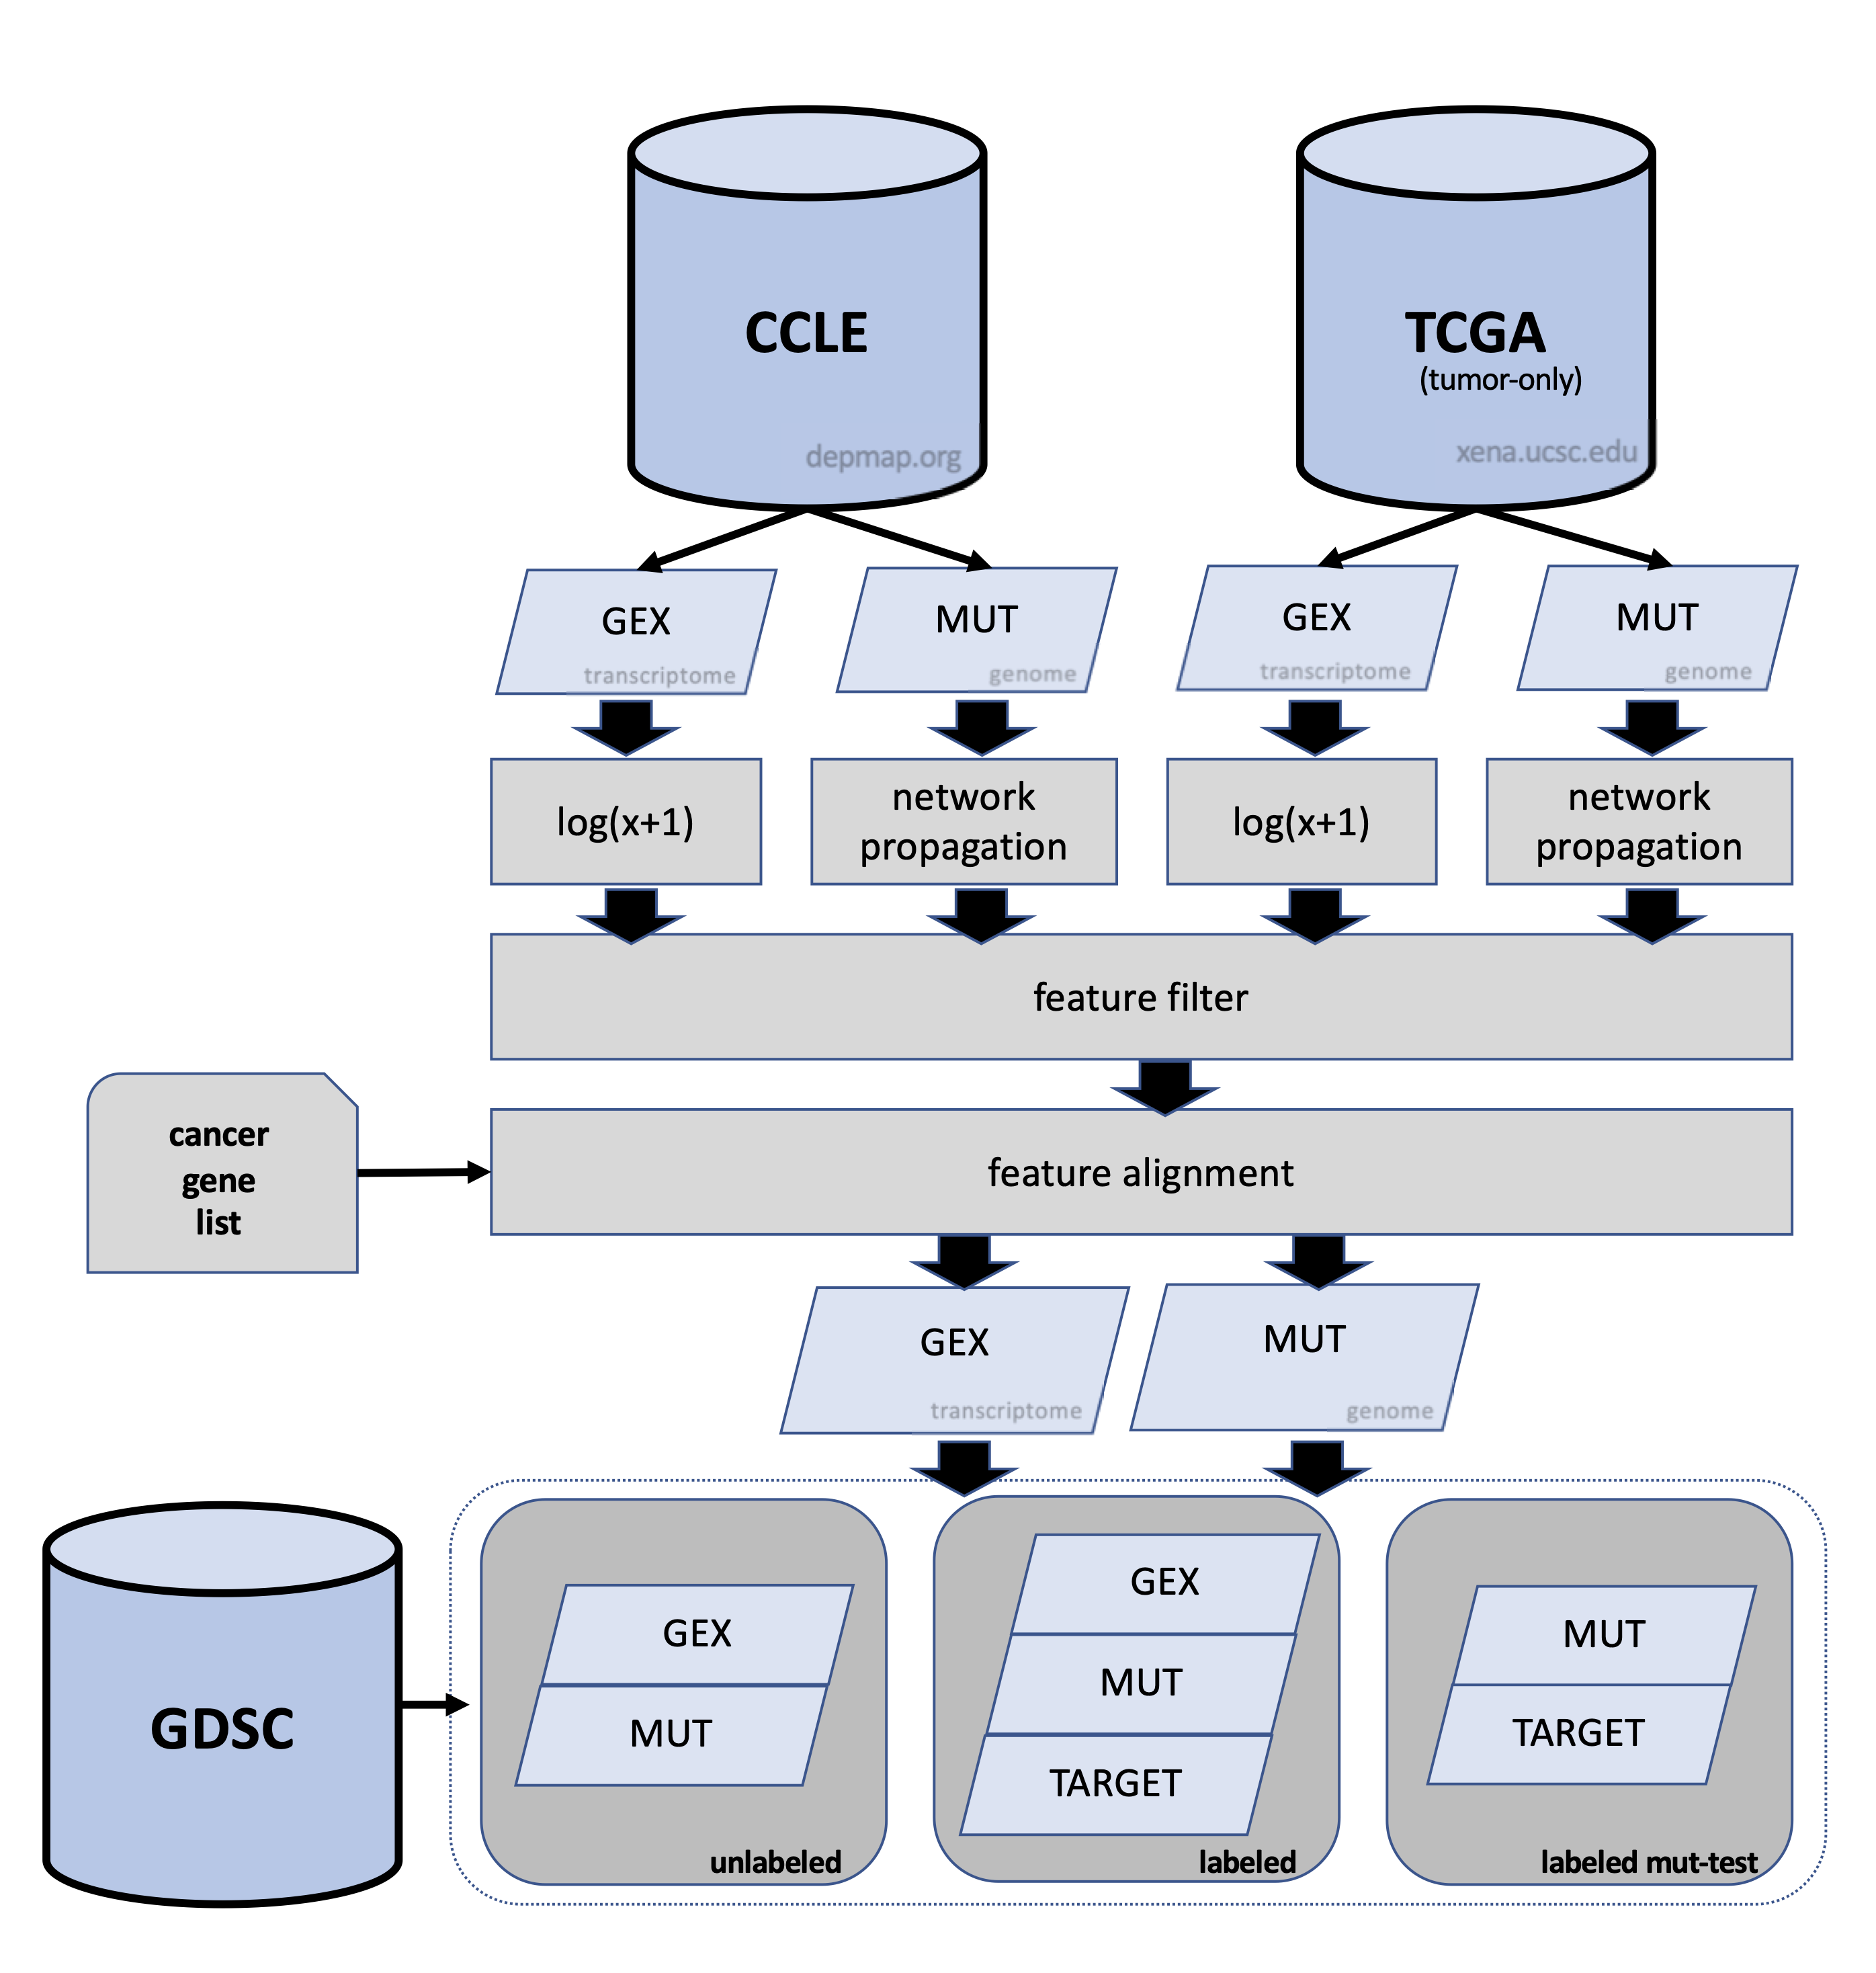 CCLE
depmap.org
TCGA
(tumor-only)
xena.ucsc.edu
GEX
transcriptome
MUT
genome
GEX
transcriptome
MUT
genome
log(x+1)
network
propagation
log(x+1)
network
propagation
feature filter
cancer
gene
list
feature alignment
GEX
transcriptome
MUT
genome
GDSC
GEX
MUT
unlabeled
GEX
MUT
TARGET
labeled
MUT
TARGET
labeled mut-test